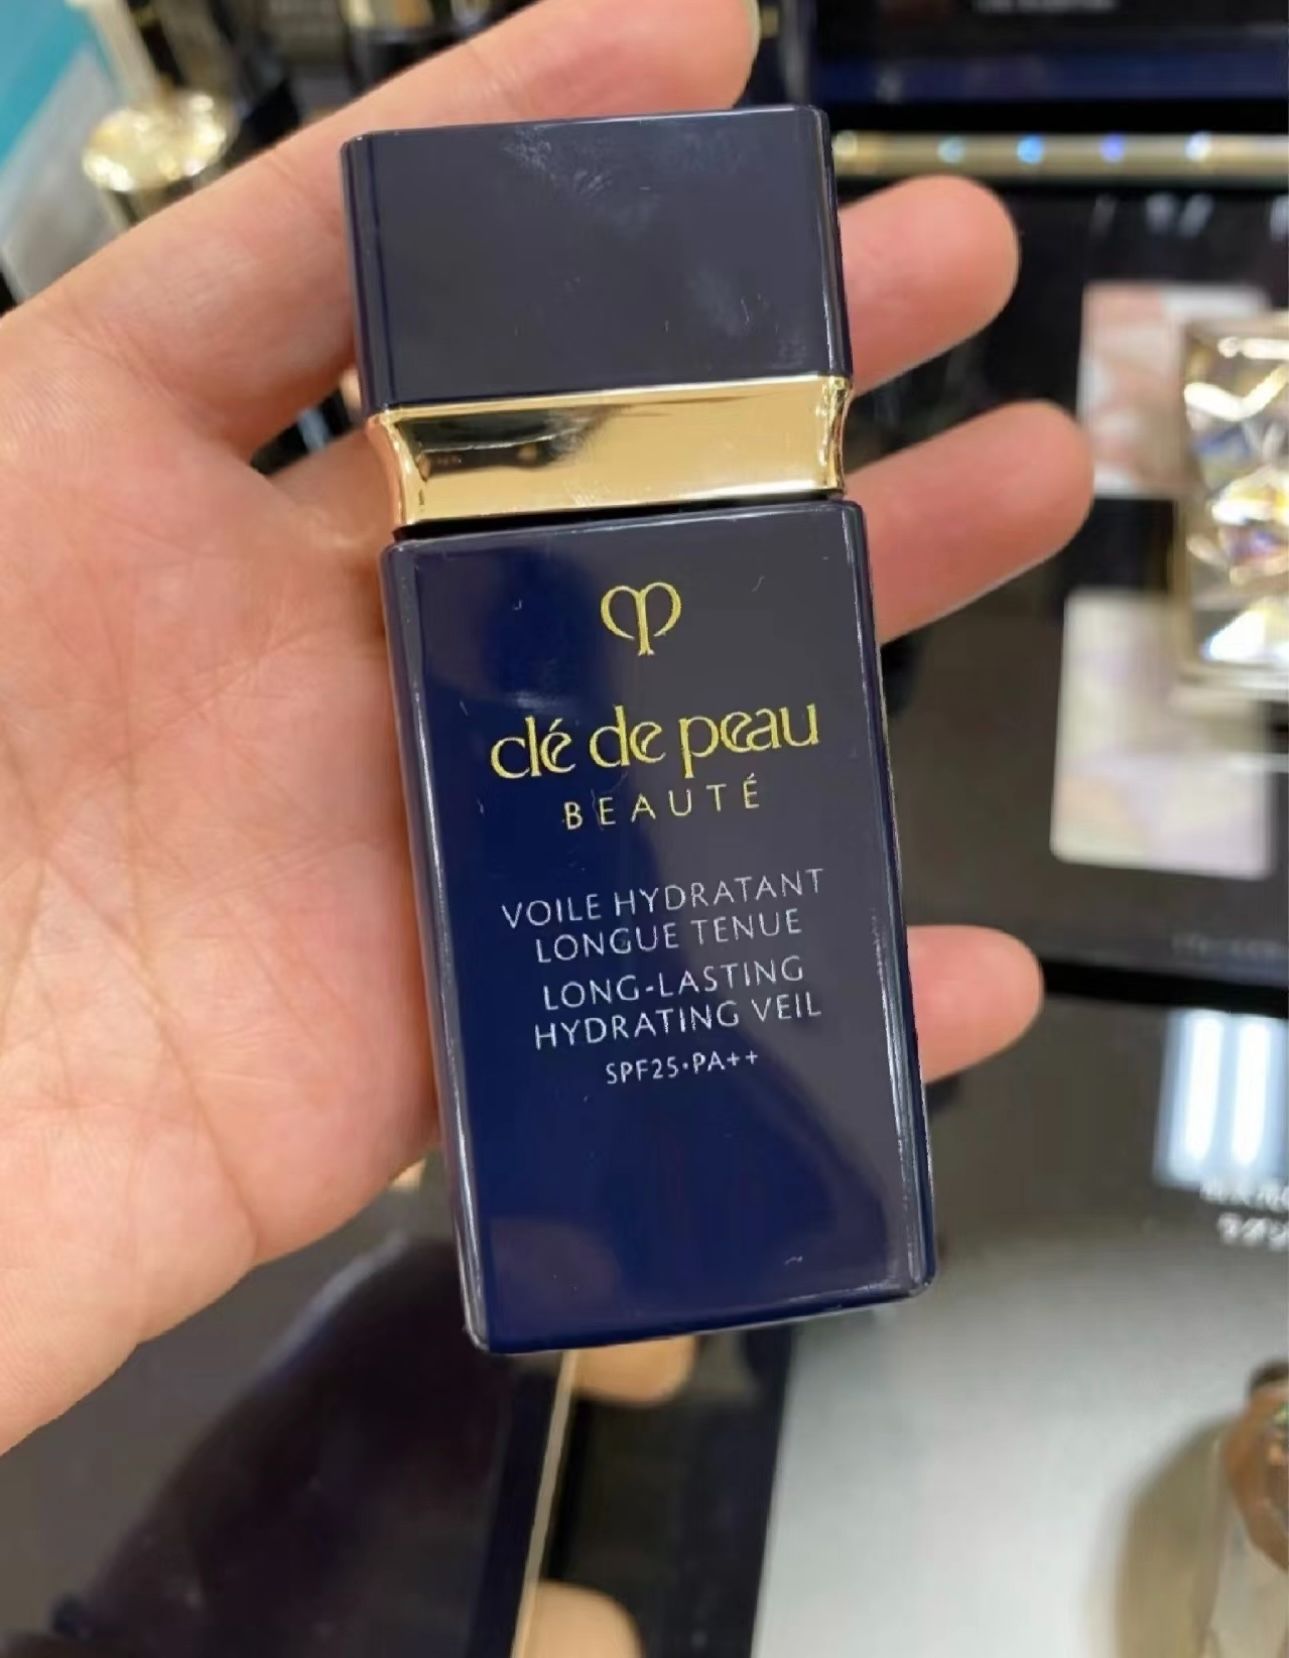 clé de peau
BEAUTÉ
VOILE HYDRATANT
LONGUE TENUE
LONG-LASTING
HYDRATING VEIL
SPF25·PA++